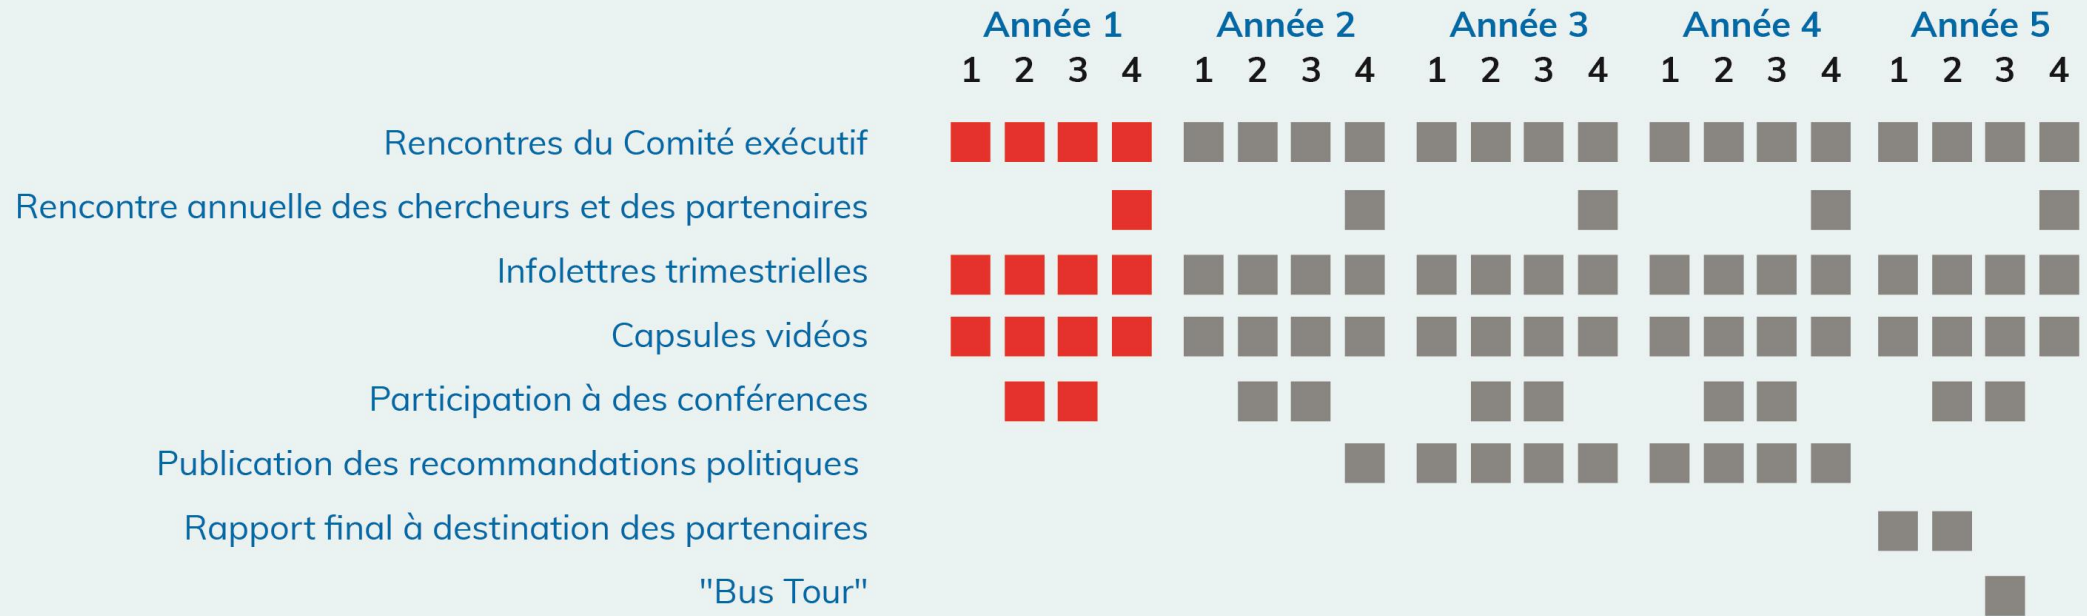 Année 1 Année 2 Année 3 Année 4 Année 5
1 2 3 4 1 2 3 4 1 2 3 4 1 2 3 4 1 2 3 4
Rencontres du Comité exécutif
Rencontre annuelle des chercheurs et des partenaires
Infolettres trimestrielles
Capsules vidéos
Participation à des conférences
Publication des recommandations politiques
Rapport final à destination des partenaires
"Bus Tour"